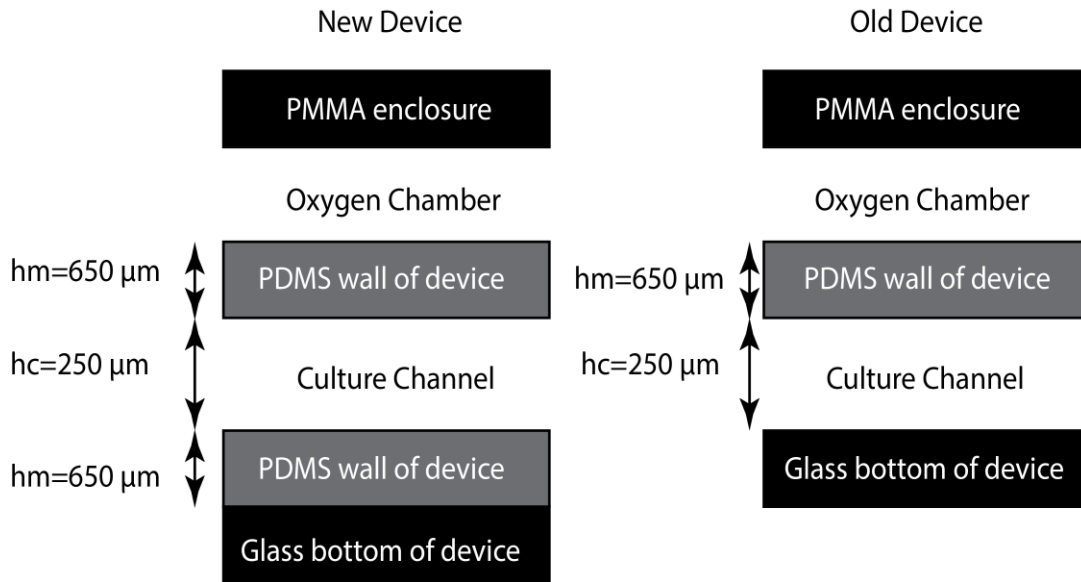 New Device
PMMA enclosure
Oxygen Chamber
hm=650 μm
PDMS wall of device
hc=250 μm
Culture Channel
hm=650 μm
PDMS wall of device
Glass bottom of device
Old Device
PMMA enclosure
Oxygen Chamber
hm=650 μm
PDMS wall of device
hc=250 μm
Culture Channel
Glass bottom of device